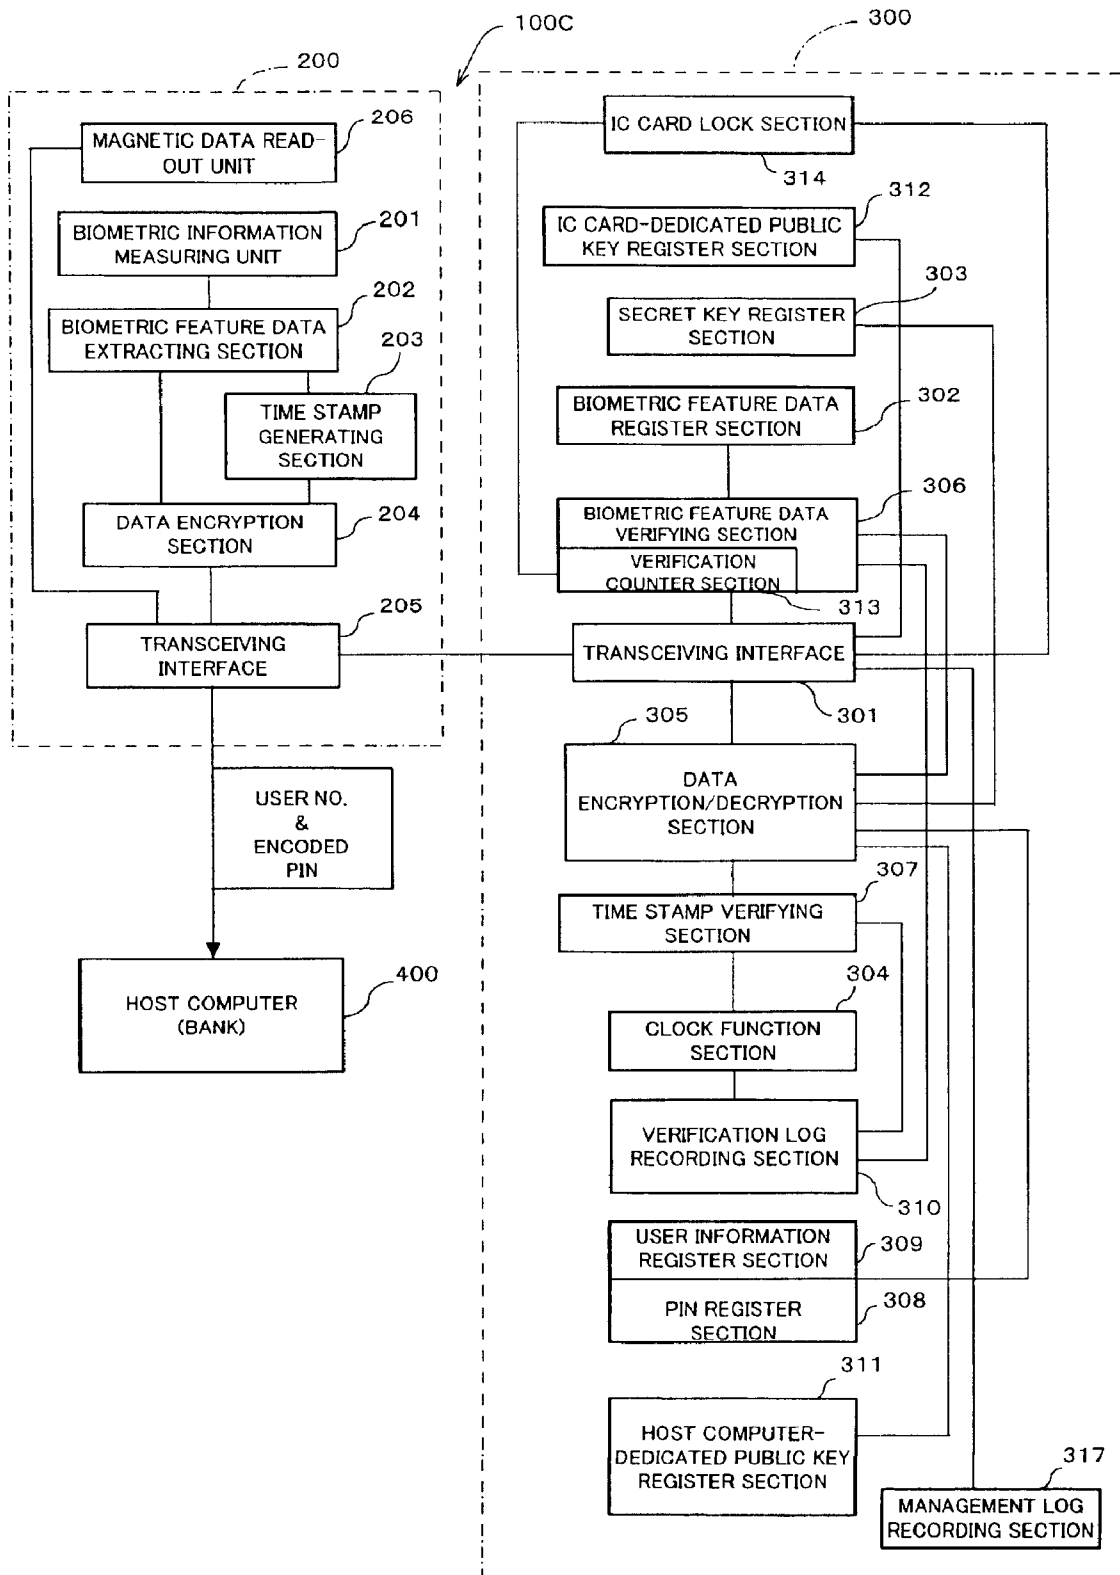 100C
300
200
MAGNETIC DATA READ-
OUT UNIT
206
BIOMETRIC INFORMATION
MEASURING UNIT
201
BIOMETRIC FEATURE DATA
EXTRACTING SECTION
202
203
TIME STAMP
GENERATING
SECTION
DATA ENCRYPTION
SECTION
204
TRANSCEIVING
INTERFACE
205
USER NO.
&
ENCODED
PIN
HOST COMPUTER
(BANK)
400
IC CARD LOCK SECTION
314
312
IC CARD-DEDICATED PUBLIC
KEY REGISTER SECTION
303
SECRET KEY REGISTER
SECTION
BIOMETRIC FEATURE DATA
REGISTER SECTION
302
306
BIOMETRIC FEATURE DATA
VERIFYING SECTION
VERIFICATION
COUNTER SECTION
313
TRANSCEIVING INTERFACE
301
305
DATA
ENCRYPTION/DECRYPTION
SECTION
307
TIME STAMP VERIFYING
SECTION
304
CLOCK FUNCTION
SECTION
VERIFICATION LOG
RECORDING SECTION
310
USER INFORMATION
REGISTER SECTION
309
PIN REGISTER
SECTION
308
311
HOST COMPUTER-
DEDICATED PUBLIC KEY
REGISTER SECTION
317
MANAGEMENT LOG
RECORDING SECTION